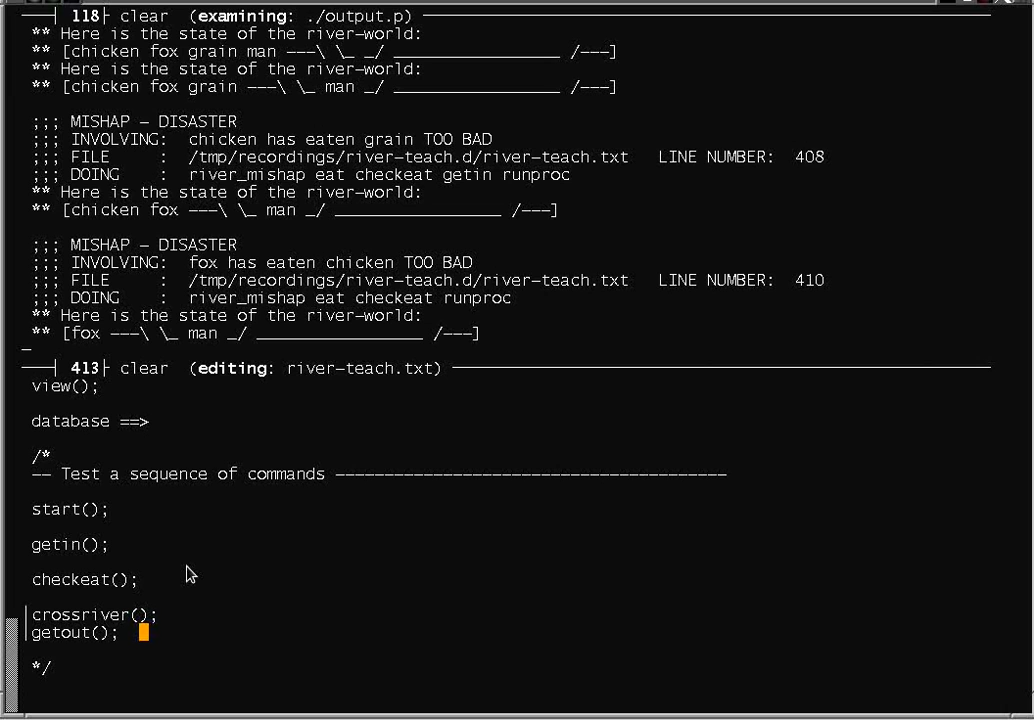 118 clear (examining: ./output.p)
** Here is the state of the river-world:
** [chicken fox grain man ---\ \_ _/ _________________ /---]
** Here is the state of the river-world:
** [chicken fox grain ---\ \_ man _/ _________________ /---]
;;; MISHAP - DISASTER
;;; INVOLVING:  chicken has eaten grain TOO BAD
;;; FILE     :  /tmp/recordings/river-teach.d/river-teach.txt   LINE NUMBER:  408
;;; DOING    :  river_mishap eat checkeat getin runproc
** Here is the state of the river-world:
** [chicken fox ---\ \_ man _/ _________________ /---]
;;; MISHAP - DISASTER
;;; INVOLVING:  fox has eaten chicken TOO BAD
;;; FILE     :  /tmp/recordings/river-teach.d/river-teach.txt   LINE NUMBER:  410
;;; DOING    :  river_mishap eat checkeat runproc
** Here is the state of the river-world:
** [fox ---\ \_ man _/ _________________ /---]
413 clear (editing: river-teach.txt)
view();
database ==>
/*
-- Test a sequence of commands ----------------------------------------
start();
getin();
checkeat();
crossriver();
getout();
*/